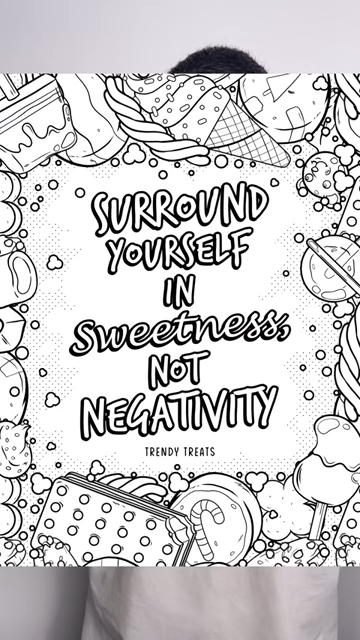 SURROUND
YOURSELF
IN
Sweetness,
NOT
NEGATIVITY
TRENDY TREATS